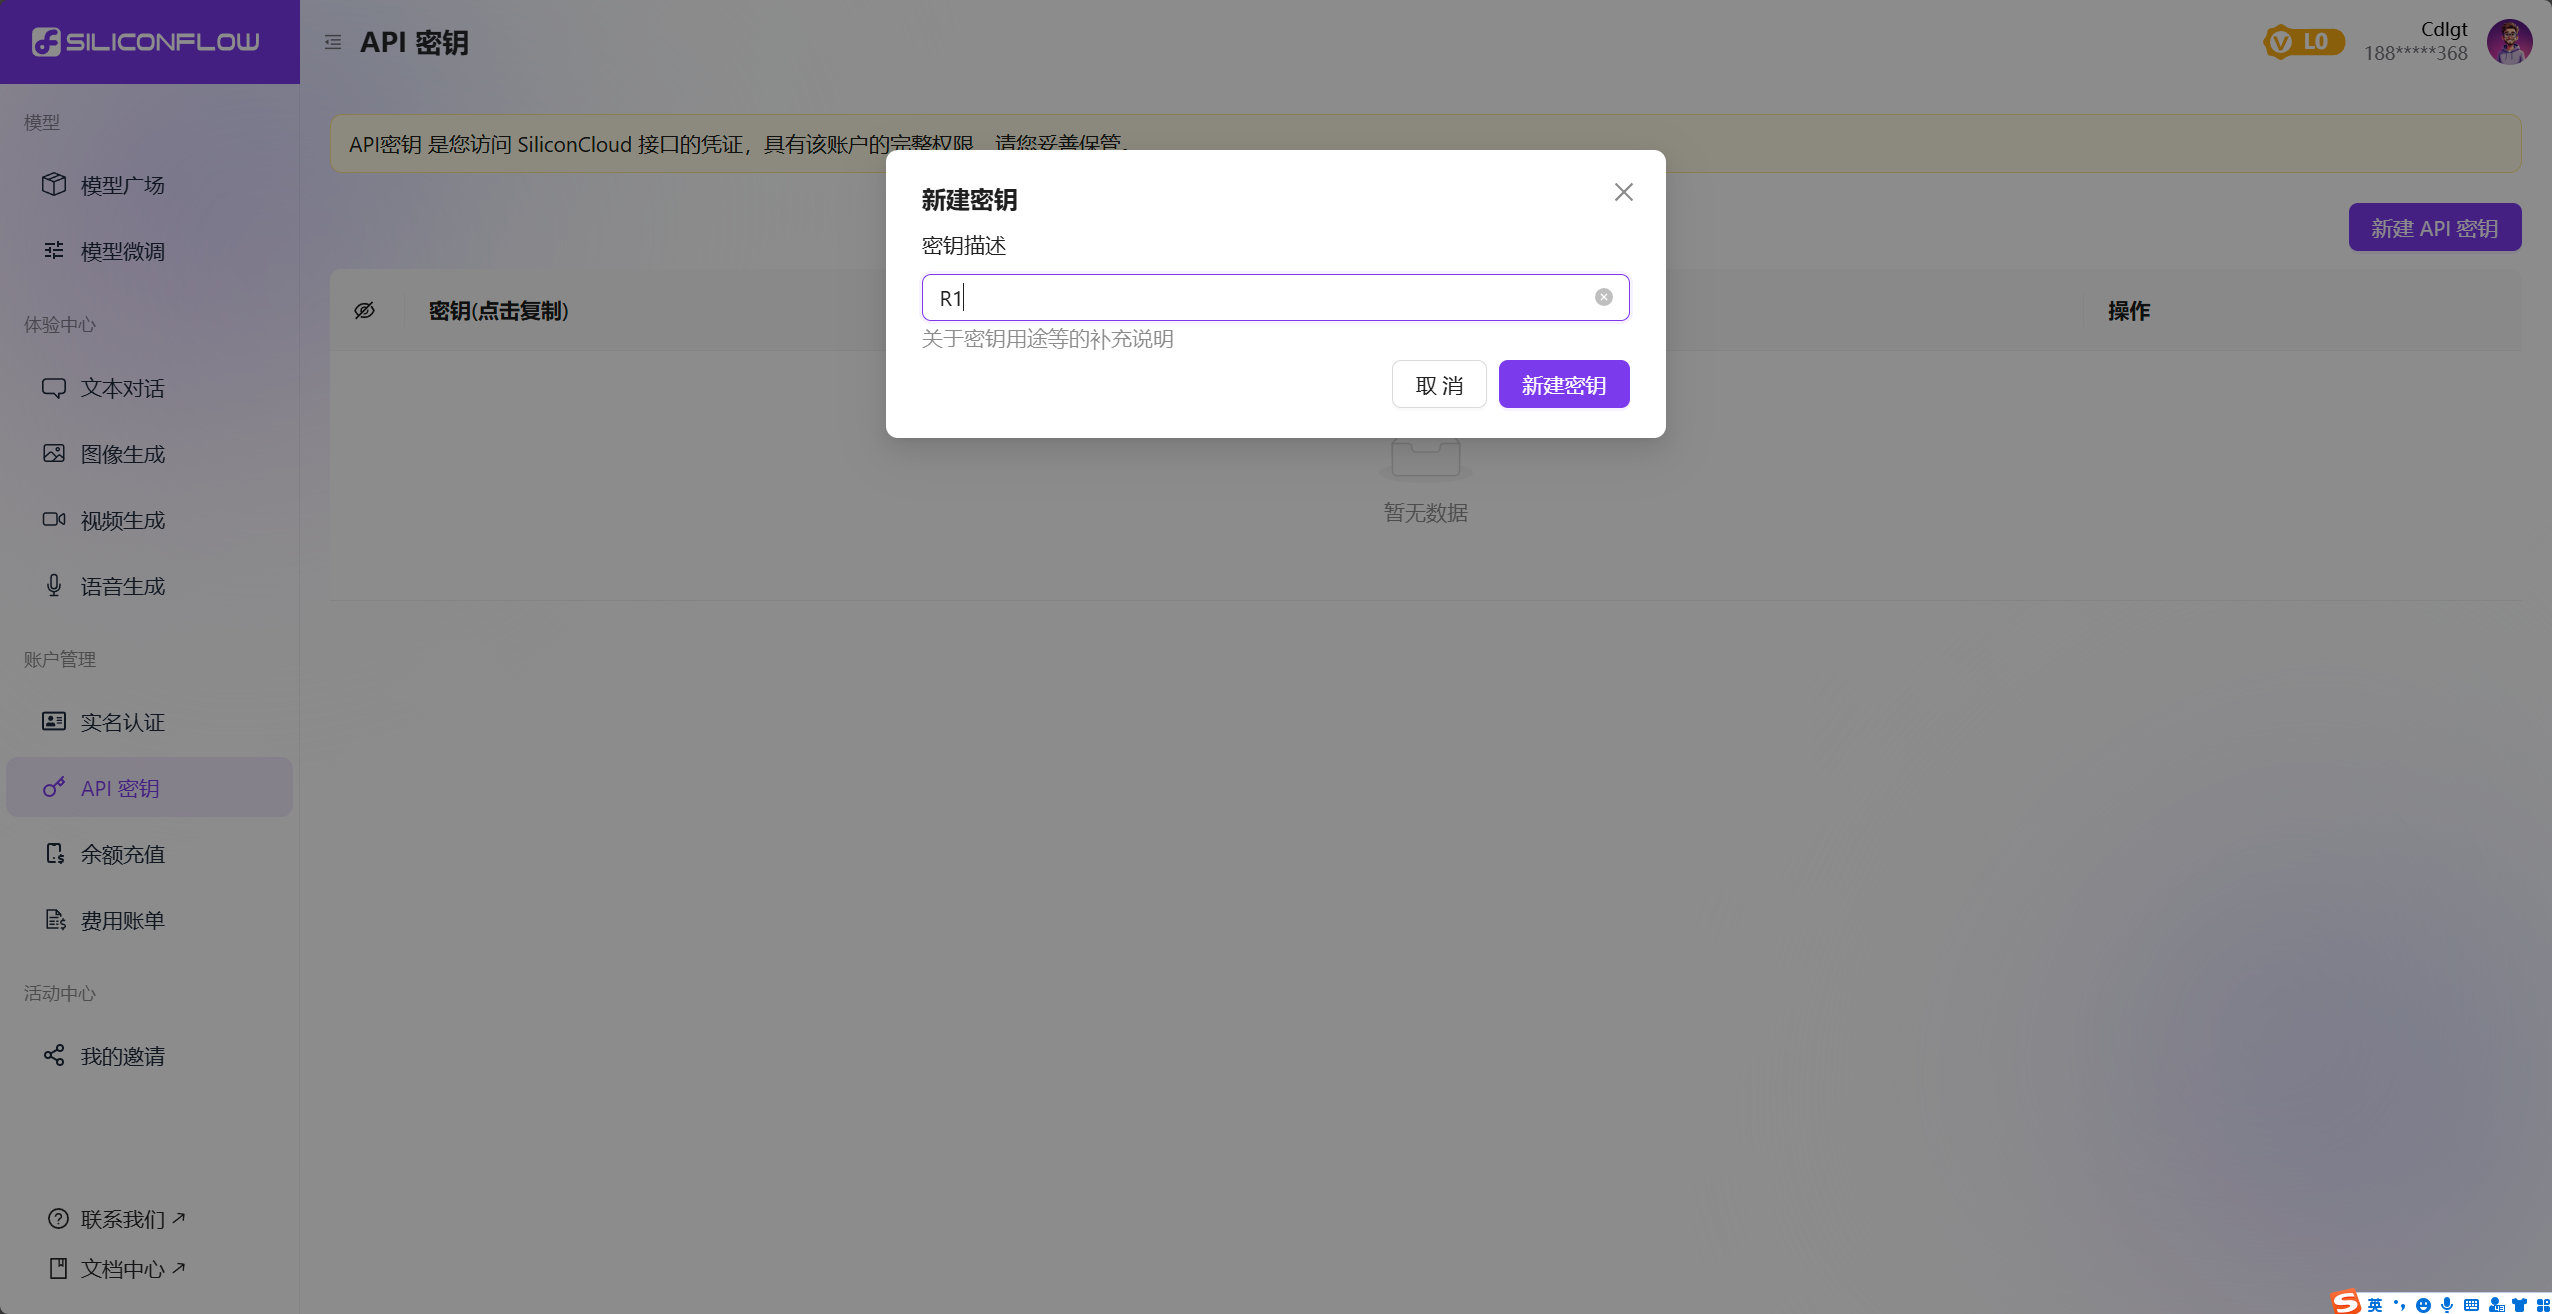 SILICONFLOW
API 密钥
L0
Cdlgt
188*****368
模型
模型广场
模型微调
体验中心
文本对话
图像生成
视频生成
语音生成
账户管理
实名认证
API 密钥
余额充值
费用账单
活动中心
我的邀请
联系我们
文档中心
API密钥 是您访问 SiliconCloud 接口的凭证，具有该账户的完整权限，请您妥善保管。
新建 API 密钥
密钥(点击复制)
操作
新建密钥
密钥描述
R1
关于密钥用途等的补充说明
取 消
新建密钥
暂无数据
英